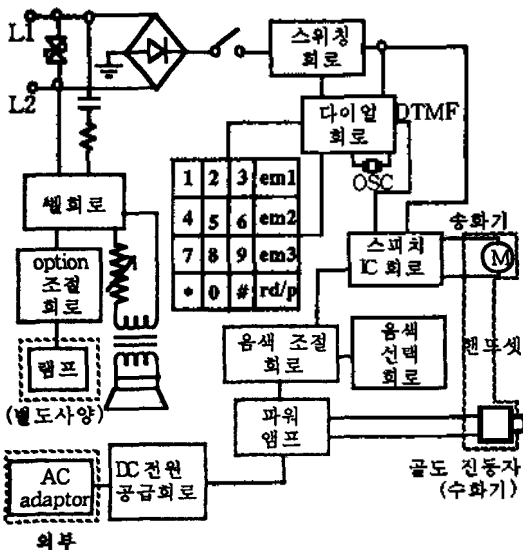 L1
L2
스위칭
회로
다이얼
회로
DTMF
OSC
1 2 3 em1
4 5 6 em2
7 8 9 em3
* 0 # rd/p
쎌회로
option
조절
회로
램프
(별도사양)
스피치
IC 회로
송화기
M
핸드셋
음색 조절
회로
음색
선택
회로
파워
앰프
골도 진동자
(수화기)
AC
adaptor
외부
DC 전원
공급회로